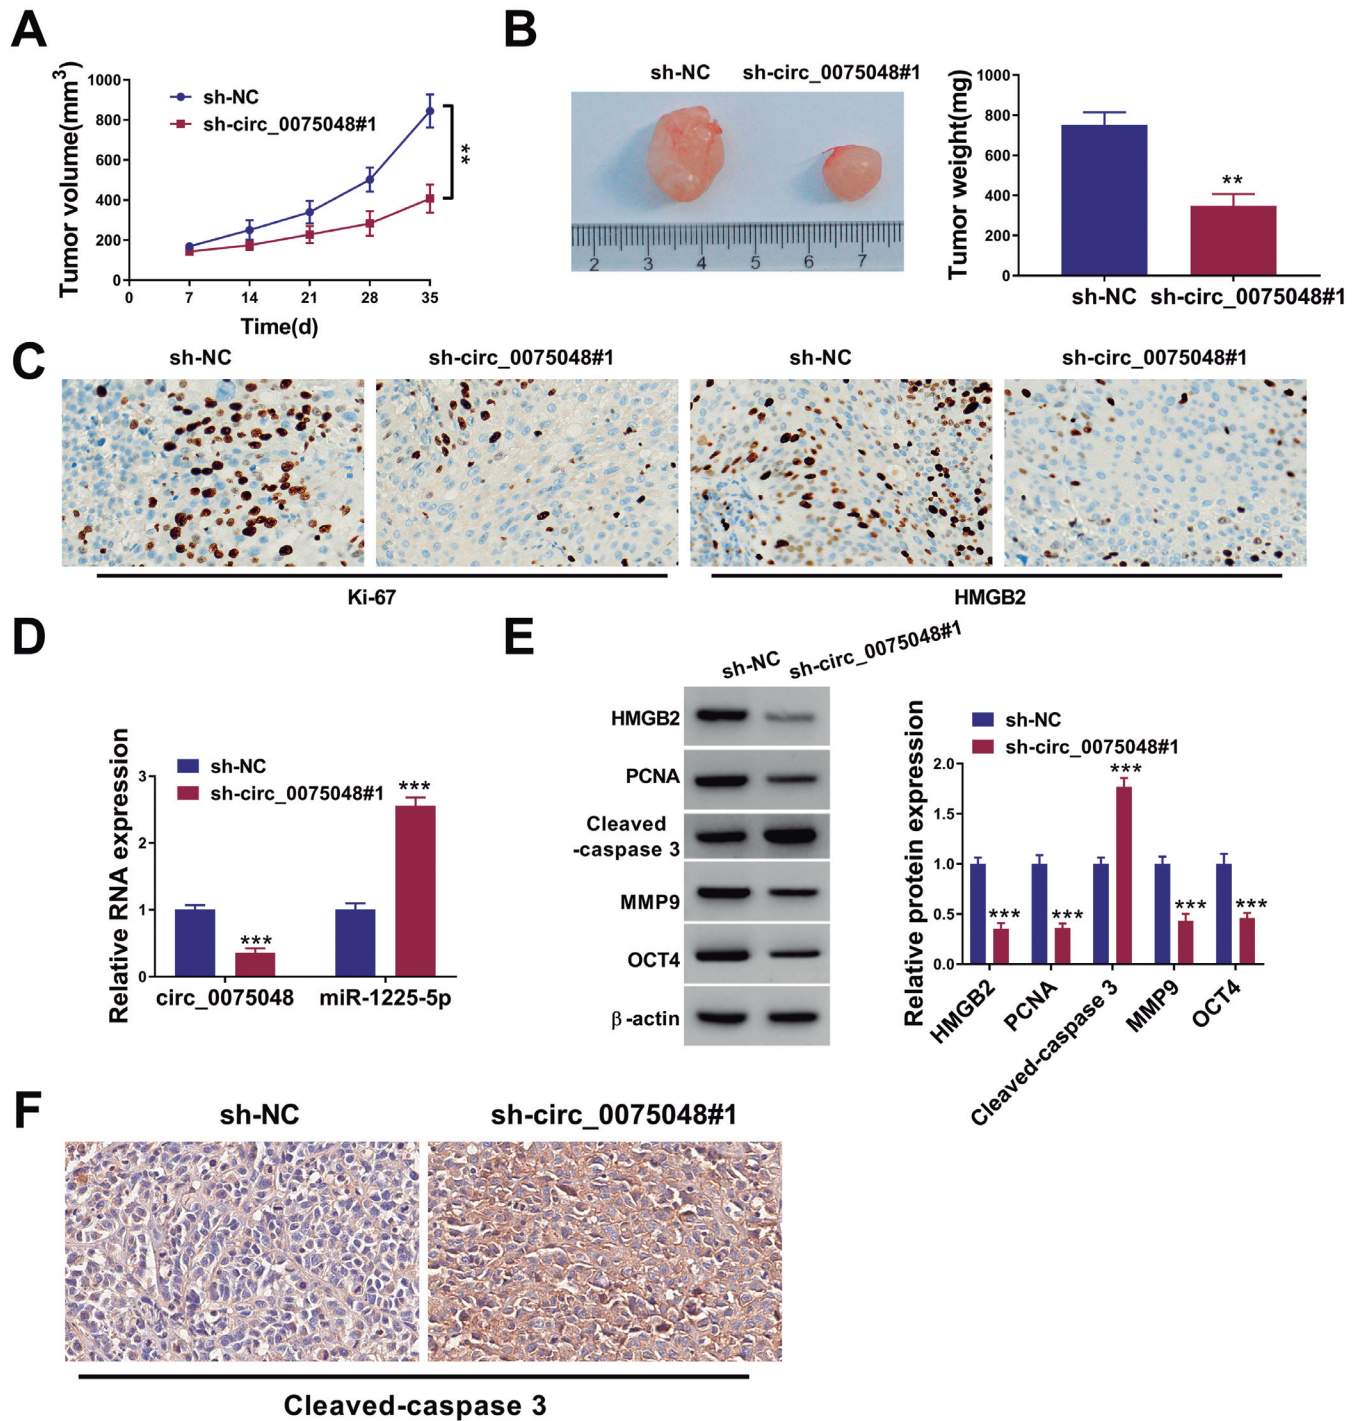 A
Tumor volume(mm3)
1000
800
600
400
200
0
0 7 14 21 28 35
Time(d)
sh-NC
sh-circ_0075048#1
**
B
sh-NC sh-circ_0075048#1
2 3 4 5 6 7
Tumor weight(mg)
1000
800
600
400
200
0
**
sh-NC sh-circ_0075048#1
C
sh-NC sh-circ_0075048#1 sh-NC sh-circ_0075048#1
Ki-67 HMGB2
D
Relative RNA expression
3
2
1
0
sh-NC
sh-circ_0075048#1
***
***
circ_0075048 miR-1225-5p
E
sh-NC sh-circ_0075048#1
HMGB2
PCNA
Cleaved
-caspase 3
MMP9
OCT4
β-actin
Relative protein expression
sh-NC
sh-circ_0075048#1
2.0
1.5
1.0
0.5
0.0
*** *** *** *** ***
HMGB2 PCNA Cleaved-caspase 3 MMP9 OCT4
F
sh-NC sh-circ_0075048#1
Cleaved-caspase 3